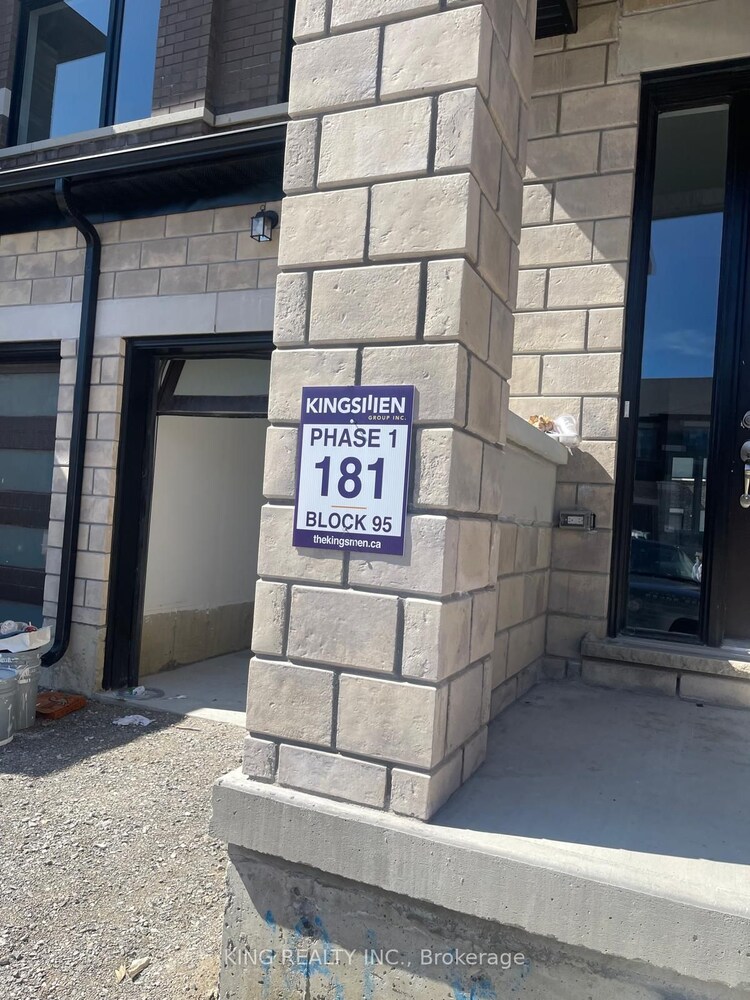 KINGSMEN
GROUP INC.
PHASE 1
181
BLOCK 95
thekingsmen.ca
KING REALTY INC., Brokerage